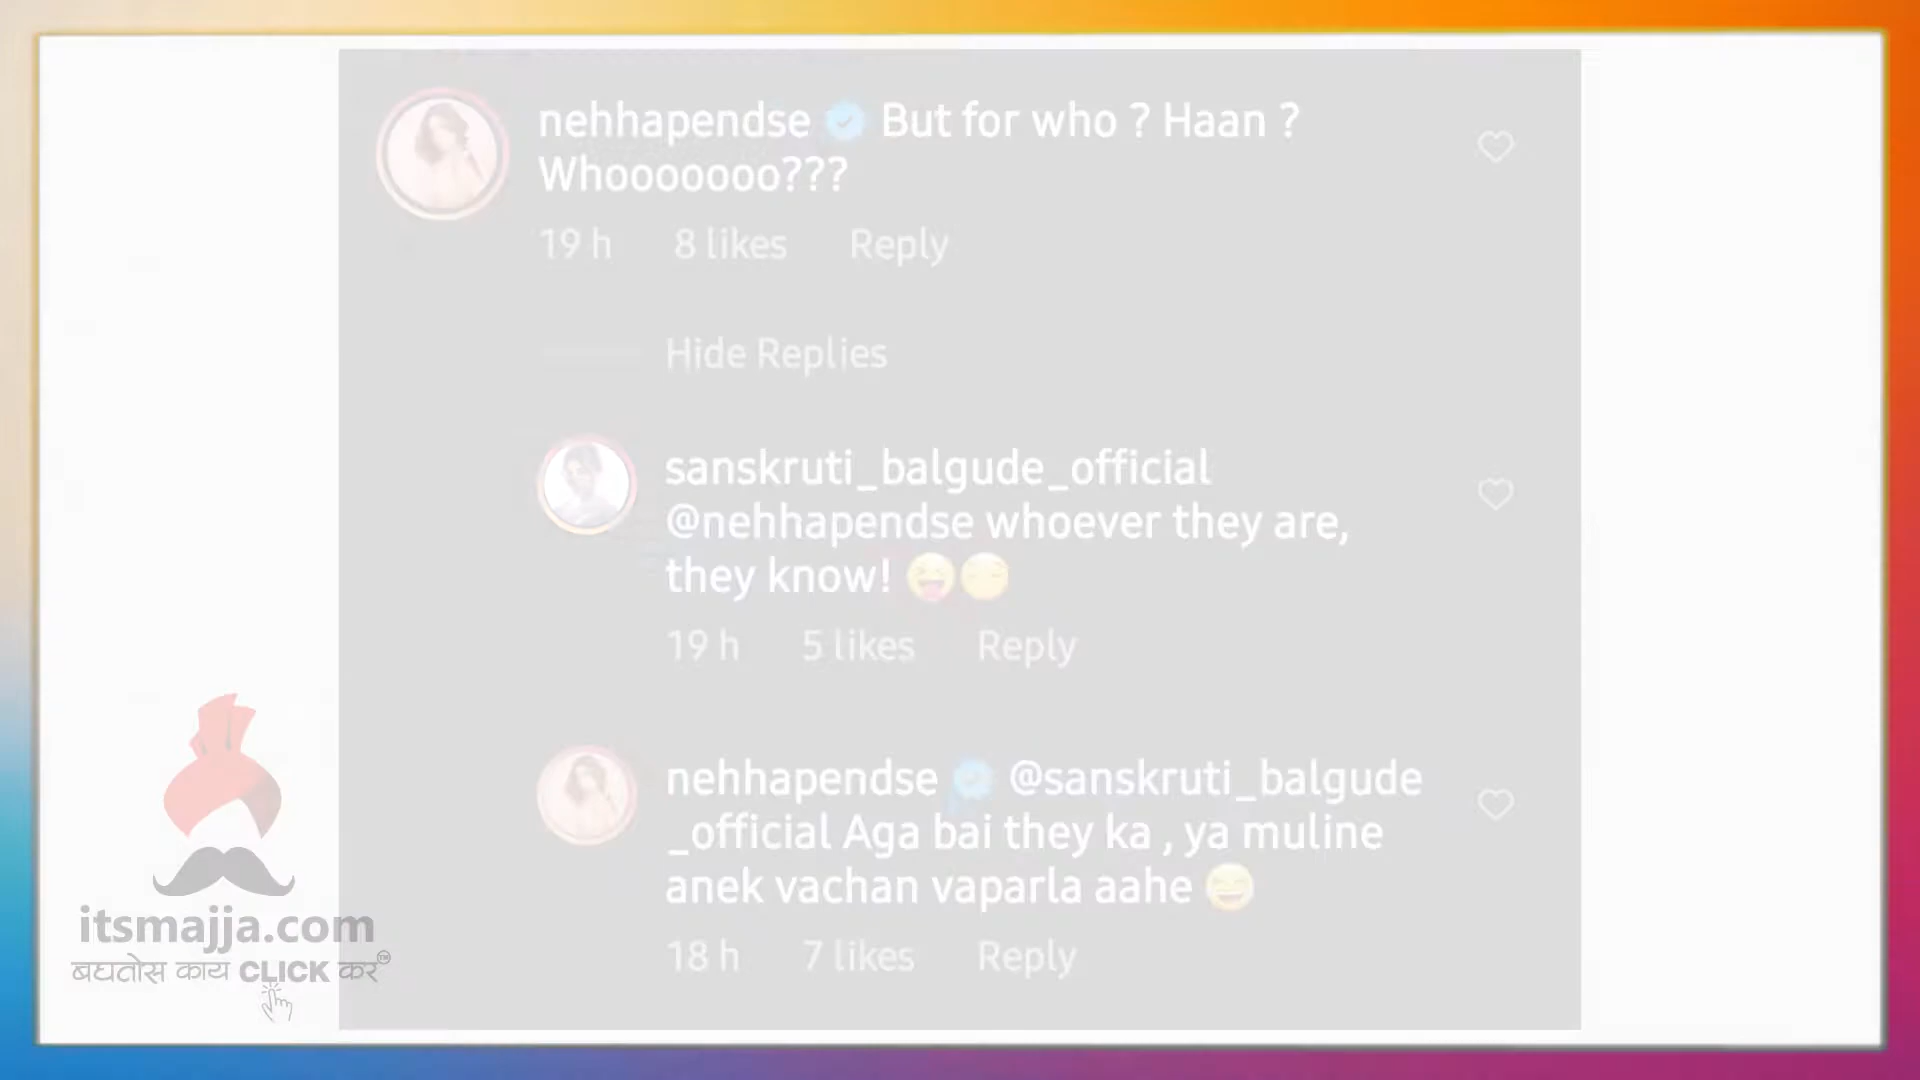 nehhapendse But for who ? Haan ?
Whooooooo???
19 h 8 likes Reply
Hide Replies
sanskruti_balgude_official
@nehhapendse whoever they are,
they know! 😝😏
19 h 5 likes Reply
nehhapendse @sanskruti_balgude
_official Aga bai they ka , ya muline
anek vachan vaparla aahe 😅
18 h 7 likes Reply
itsmajja.com
बघतोस काय CLICK कर™